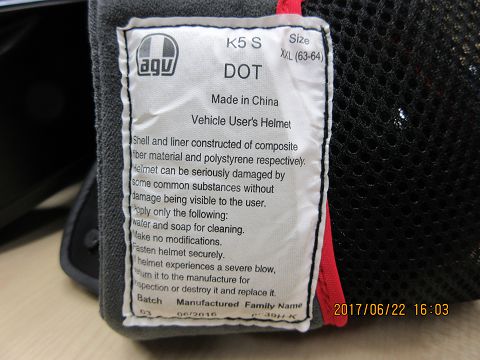 agv
K5 S
Size
XXL (63-64)
DOT
Made in China
Vehicle User's Helmet
Shell and liner constructed of composite
fiber material and polystyrene respectively.
Helmet can be seriously damaged by
some common substances without
damage being visible to the user.
Apply only the following:
water and soap for cleaning.
Make no modifications.
Fasten helmet securely.
If helmet experiences a severe blow,
return it to the manufacture for
inspection or destroy it and replace it.
Batch Manufactured Family Name
03 06/2016
2017/06/22 16:03